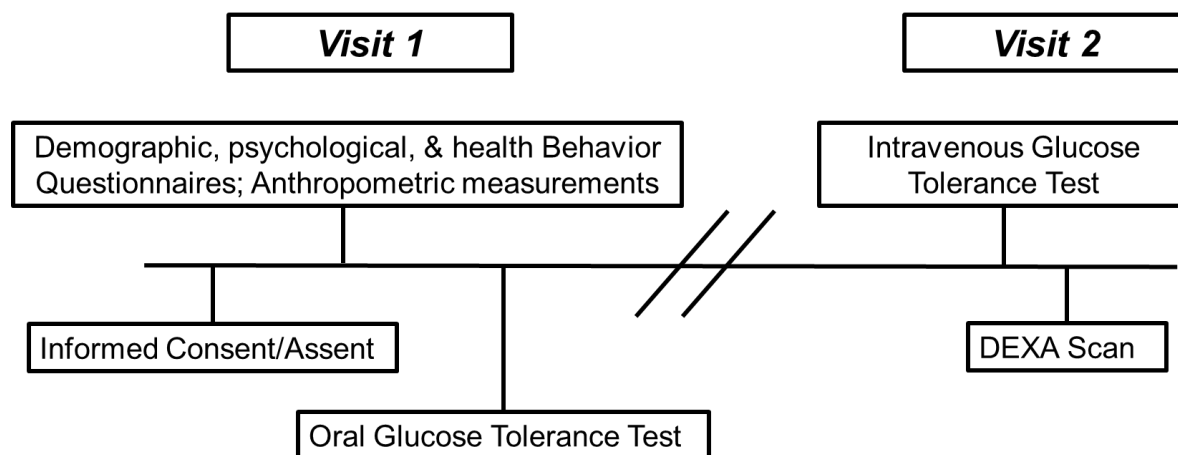 Visit 1
Visit 2
Demographic, psychological, & health Behavior
Questionnaires; Anthropometric measurements
Intravenous Glucose
Tolerance Test
Informed Consent/Assent
DEXA Scan
Oral Glucose Tolerance Test